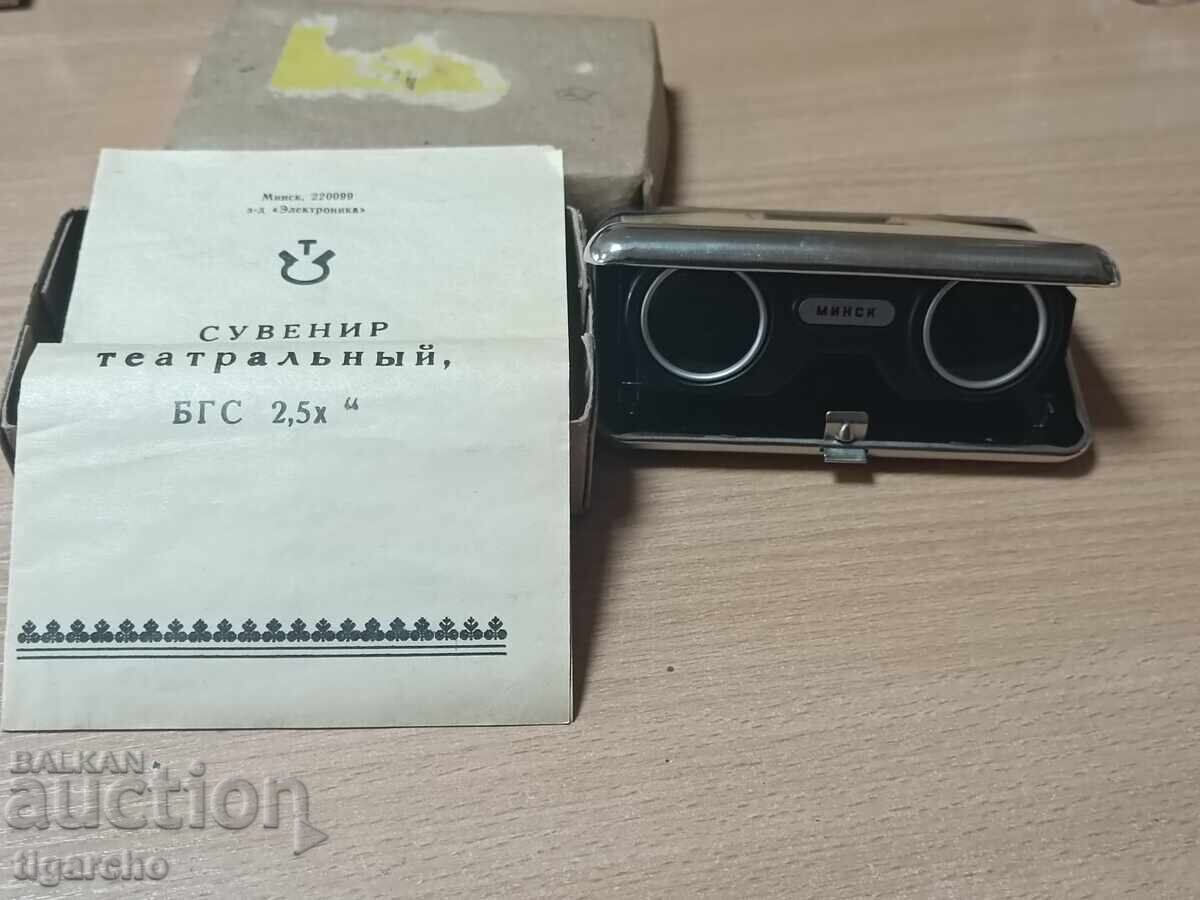 Минск, 220099
з-д «Электроника»
Т
СУВЕНИР
театральный,
БГС 2,5х “
МИНСК
BALKAN
auction
tigarcho